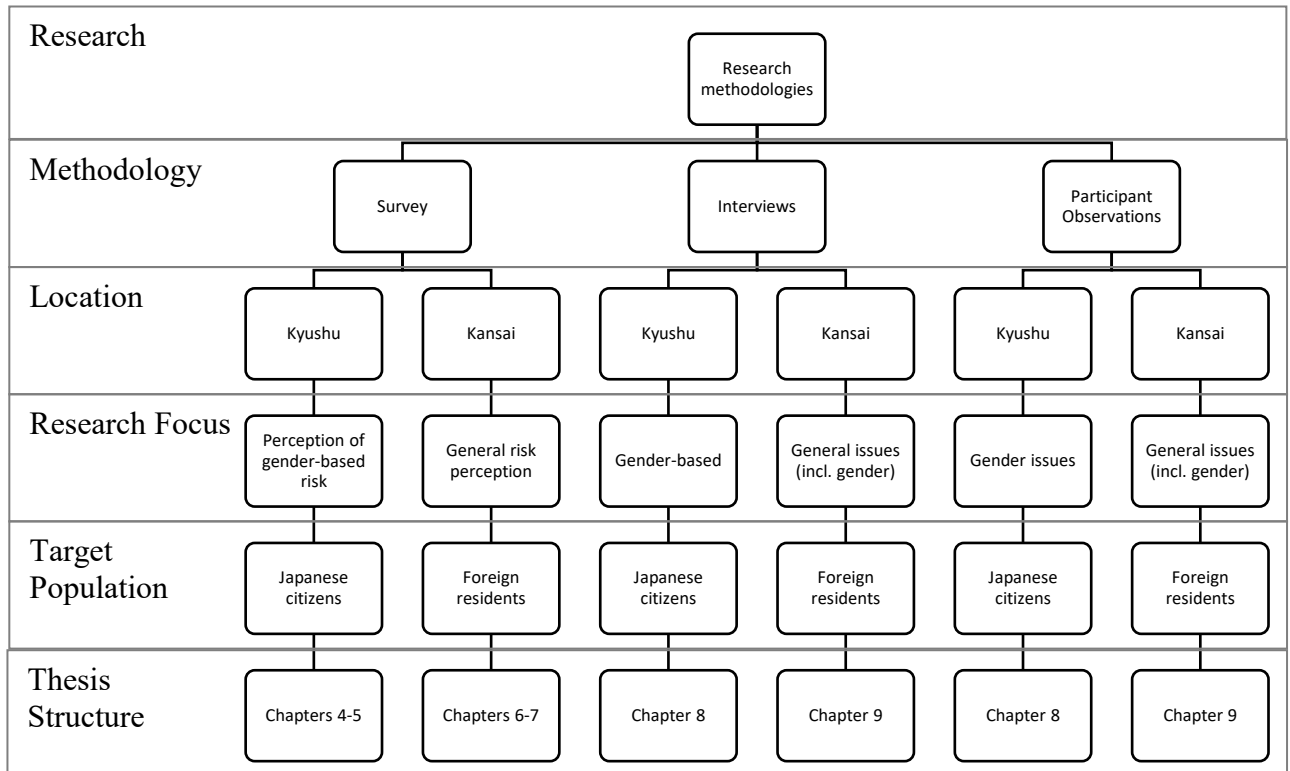 Research
Research
methodologies
Methodology
Survey
Interviews
Participant
Observations
Location
Kyushu
Kansai
Kyushu
Kansai
Kyushu
Kansai
Research Focus
Perception of
gender-based
risk
General risk
perception
Gender-based
General issues
(incl. gender)
Gender issues
General issues
(incl. gender)
Target
Population
Japanese
citizens
Foreign
residents
Japanese
citizens
Foreign
residents
Japanese
citizens
Foreign
residents
Thesis
Structure
Chapters 4-5
Chapters 6-7
Chapter 8
Chapter 9
Chapter 8
Chapter 9